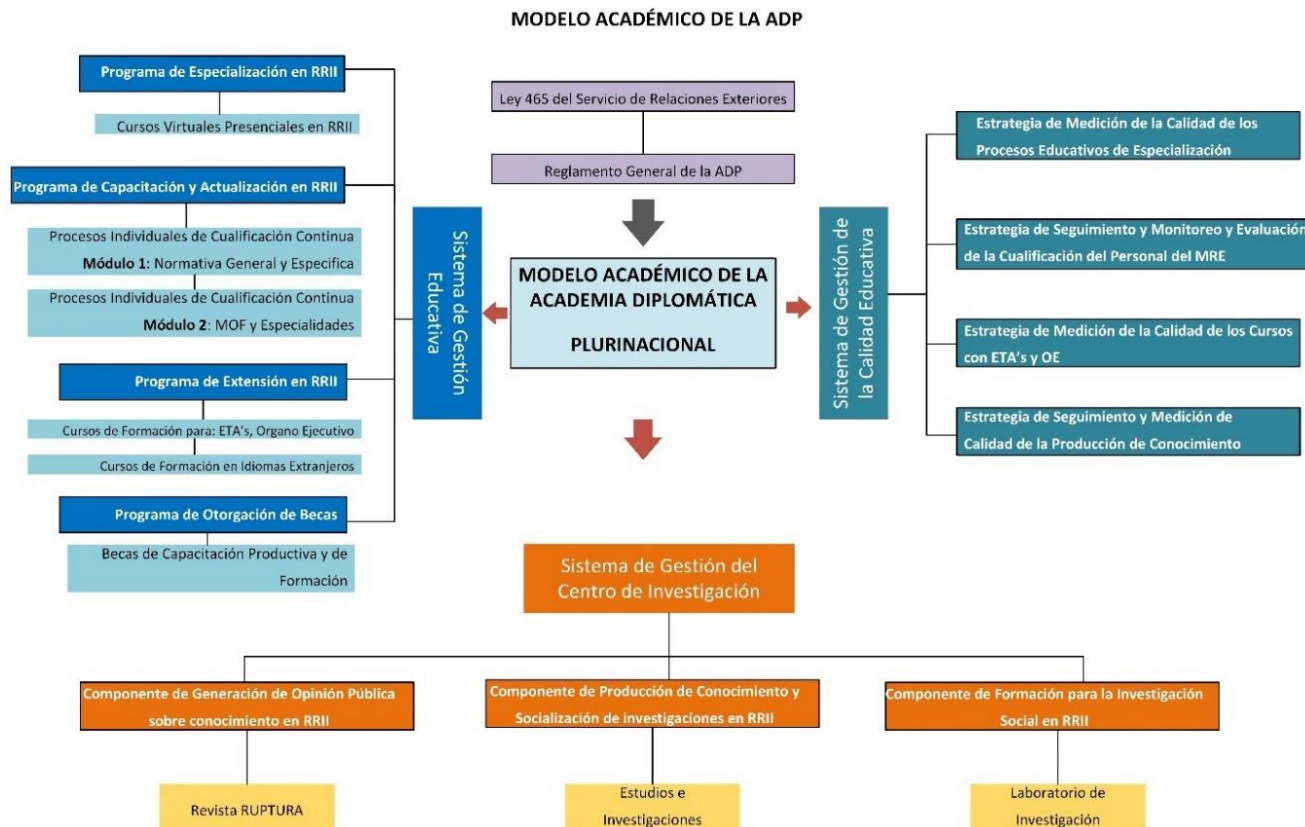 MODELO ACADÉMICO DE LA ADP
Programa de Especialización en RRII
Cursos Virtuales Presenciales en RRII
Programa de Capacitación y Actualización en RRII
Procesos Individuales de Cualificación Continua
Módulo 1: Normativa General y Especifica
Procesos Individuales de Cualificación Continua
Módulo 2: MOF y Especialidades
Programa de Extensión en RRII
Cursos de Formación para: ETA's, Organo Ejecutivo
Cursos de Formación en Idiomas Extranjeros
Programa de Otorgación de Becas
Becas de Capacitación Productiva y de
Formación
Sistema de Gestión
Educativa
Ley 465 del Servicio de Relaciones Exteriores
Reglamento General de la ADP
MODELO ACADÉMICO DE LA
ACADEMIA DIPLOMÁTICA
PLURINACIONAL
Sistema de Gestión de
la Calidad Educativa
Estrategia de Medición de la Calidad de los
Procesos Educativos de Especialización
Estrategia de Seguimiento y Monitoreo y Evaluación
de la Cualificación del Personal del MRE
Estrategia de Medición de la Calidad de los Cursos
con ETA's y OE
Estrategia de Seguimiento y Medición de
Calidad de la Producción de Conocimiento
Sistema de Gestión del
Centro de Investigación
Componente de Generación de Opinión Pública
sobre conocimiento en RRII
Revista RUPTURA
Componente de Producción de Conocimiento y
Socialización de investigaciones en RRII
Estudios e
Investigaciones
Componente de Formación para la Investigación
Social en RRII
Laboratorio de
Investigación